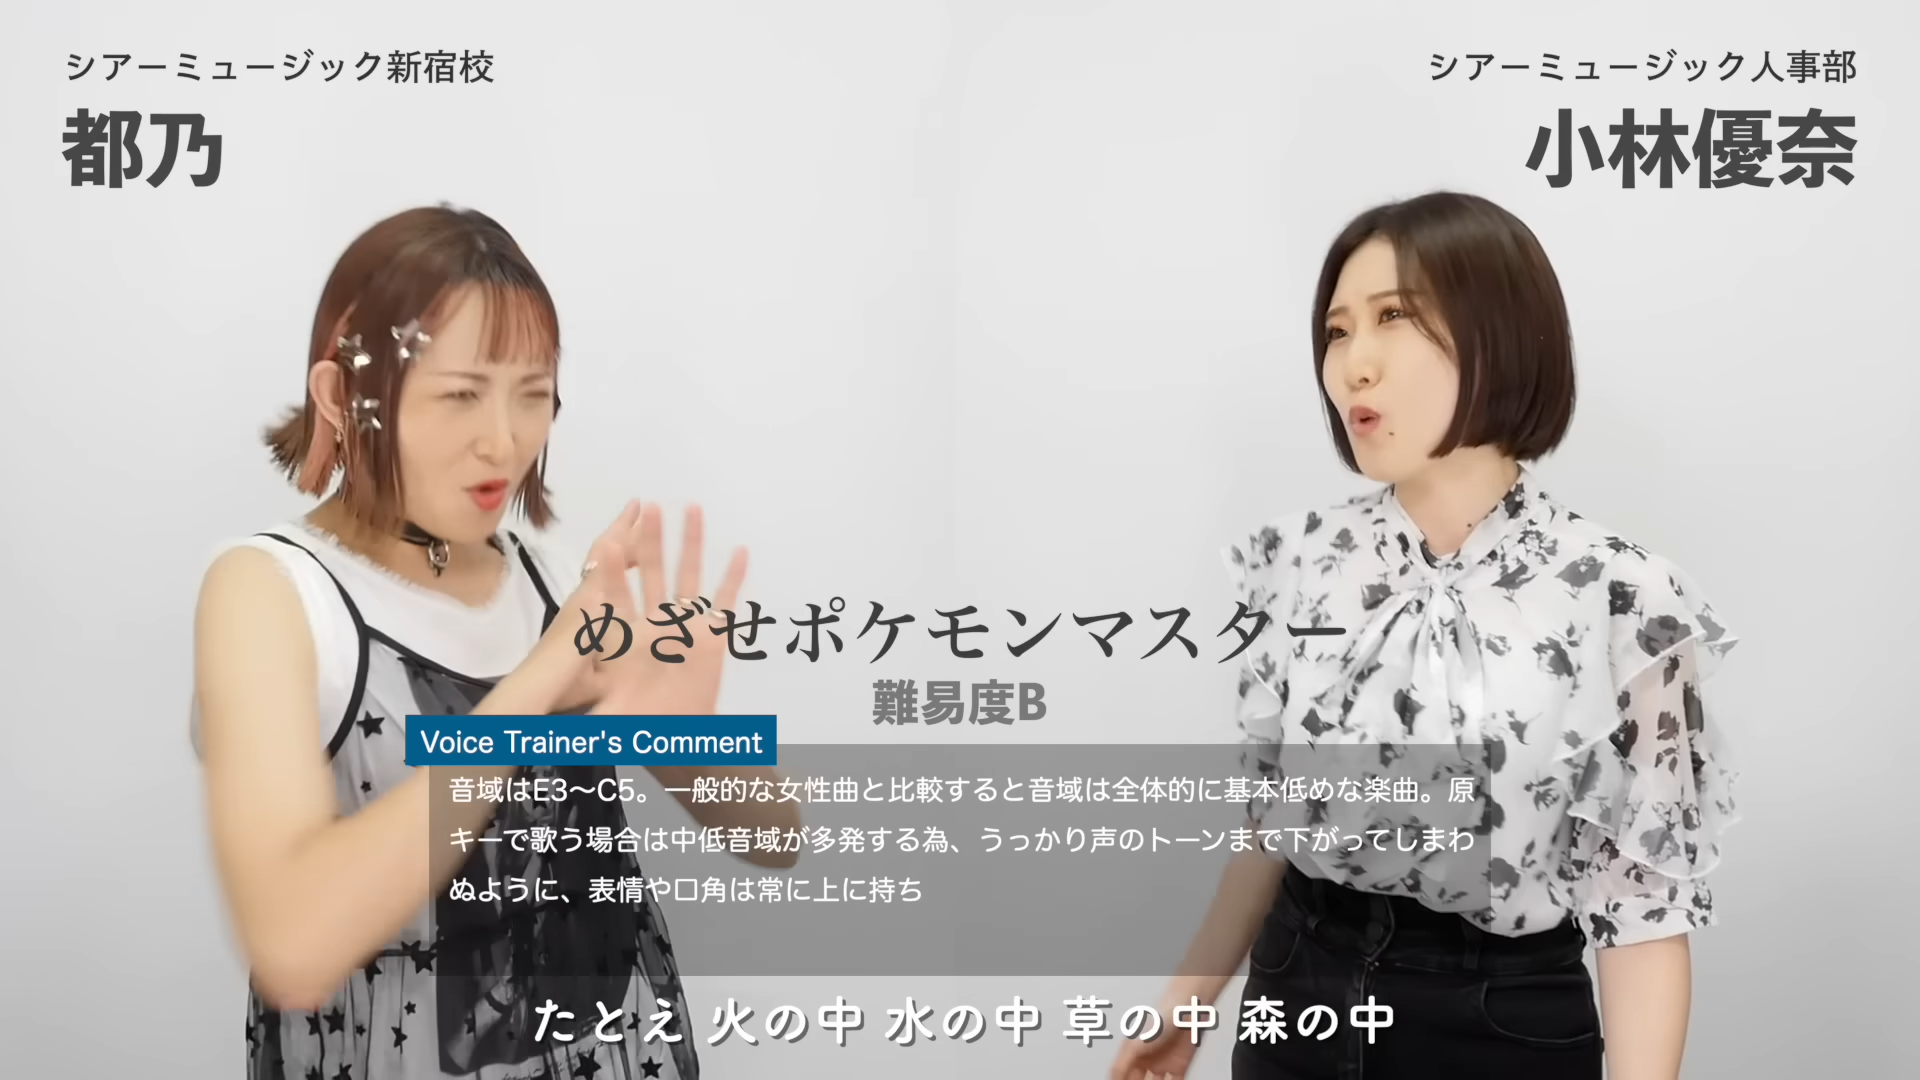 シアーミュージック新宿校
都乃
シアーミュージック人事部
小林優奈
めざせポケモンマスター
難易度B
Voice Trainer's Comment
音域はE3〜C5。一般的な女性曲と比較すると音域は全体的に基本低めな楽曲。原
キーで歌う場合は中低音域が多発する為、うっかり声のトーンまで下がってしまわ
ぬように、表情や口角は常に上に持ち
たとえ 火の中 水の中 草の中 森の中